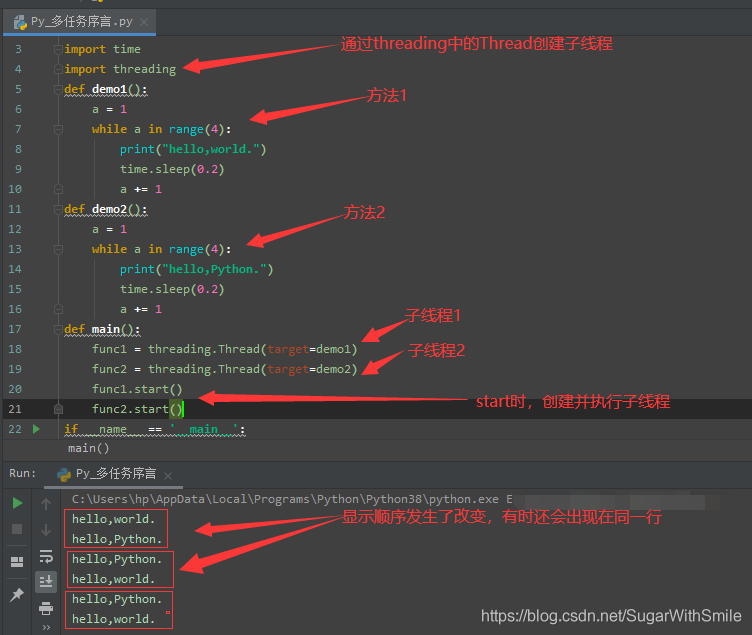 Py_多任务序言.py
3 import time
通过threading中的Thread创建子线程
4 import threading
5 def demo1():
6 a = 1
方法1
7 while a in range(4):
8 print("hello,world.")
9 time.sleep(0.2)
10 a += 1
11 def demo2():
方法2
12 a = 1
13 while a in range(4):
14 print("hello,Python.")
15 time.sleep(0.2)
16 a += 1
子线程1
17 def main():
18 func1 = threading.Thread(target=demo1)
子线程2
19 func2 = threading.Thread(target=demo2)
20 func1.start()
start时，创建并执行子线程
21 func2.start()
22 if __name__ == '__main__':
main()
Run: Py_多任务序言
C:\Users\hp\AppData\Local\Programs\Python\Python38\python.exe E
hello,world.
显示顺序发生了改变，有时还会出现在同一行
hello,Python.
hello,Python.
hello,world.
hello,Python.
hello,world.
https://blog.csdn.net/SugarWithSmile